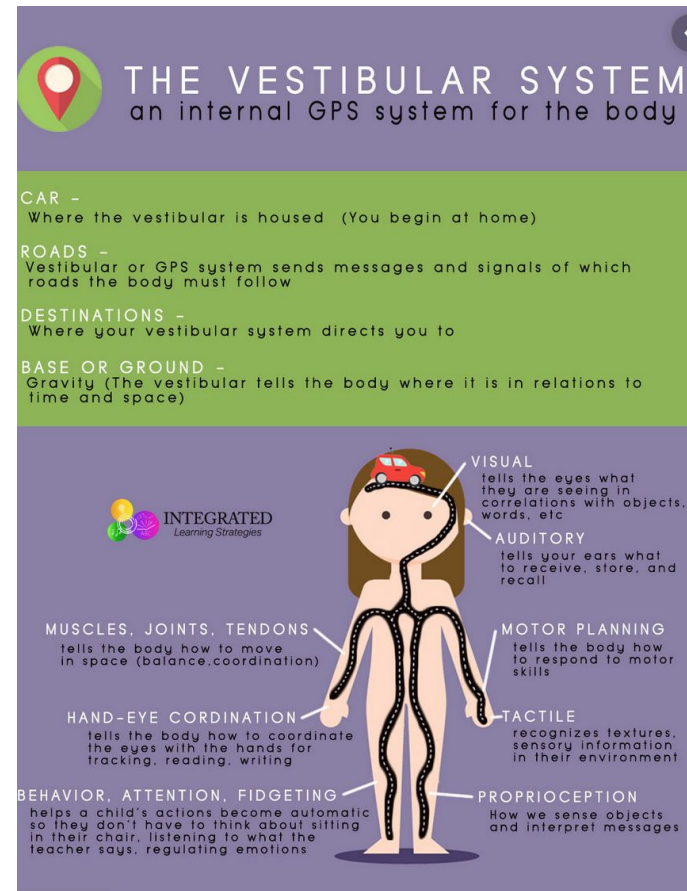 THE VESTIBULAR SYSTEM
an internal GPS system for the body
CAR -
Where the vestibular is housed (You begin at home)
ROADS -
Vestibular or GPS system sends messages and signals of which
roads the body must follow
DESTINATIONS -
Where your vestibular system directs you to
BASE OR GROUND -
Gravity (The vestibular tells the body where it is in relations to
time and space)
INTEGRATED
Learning Strategies
VISUAL
tells the eyes what
they are seeing in
correlations with objects,
words, etc
AUDITORY
tells your ears what
to receive, store, and
recall
MUSCLES, JOINTS, TENDONS
tells the body how to move
in space (balance,coordination)
MOTOR PLANNING
tells the body how
to respond to motor
skills
HAND-EYE CORDINATION
tells the body how to coordinate
the eyes with the hands for
tracking, reading, writing
TACTILE
recognizes textures,
sensory information
in their environment
BEHAVIOR, ATTENTION, FIDGETING
helps a child's actions become automatic
so they don't have to think about sitting
in their chair, listening to what the
teacher says, regulating emotions
PROPRIOCEPTION
How we sense objects
and interpret messages